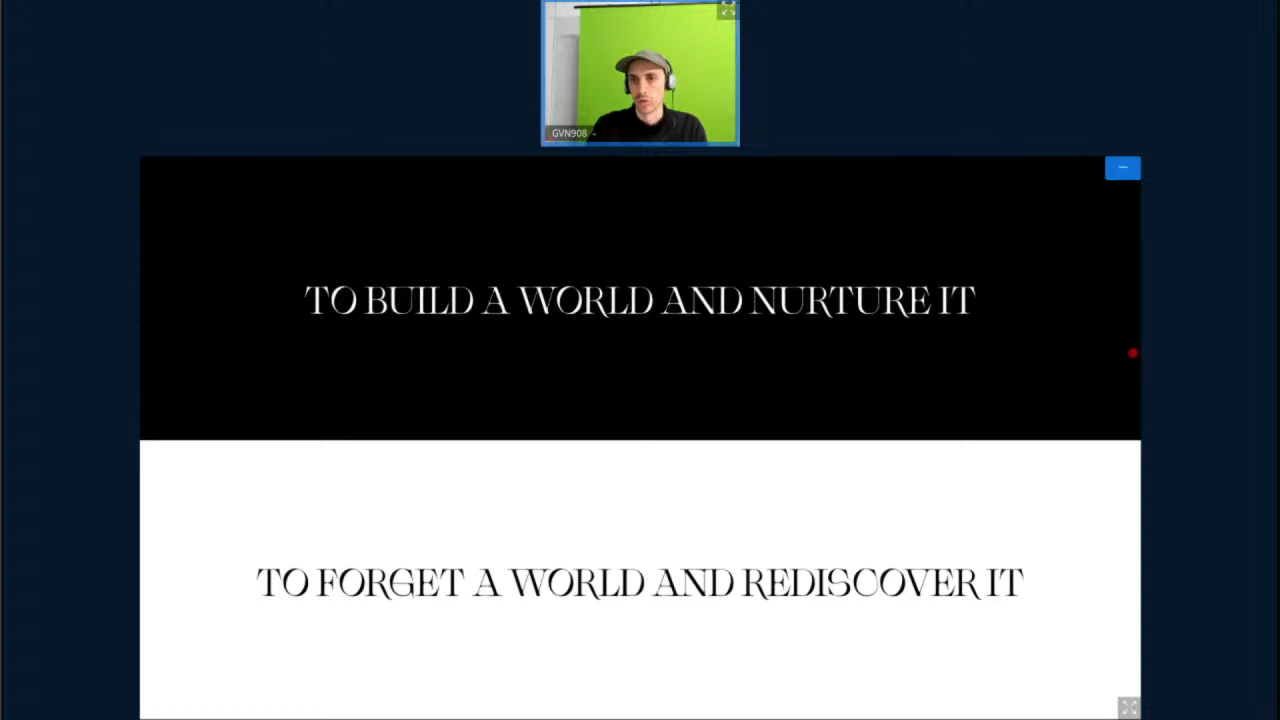 GVN908
TO BUILD A WORLD AND NURTURE IT
TO FORGET A WORLD AND REDISCOVER IT